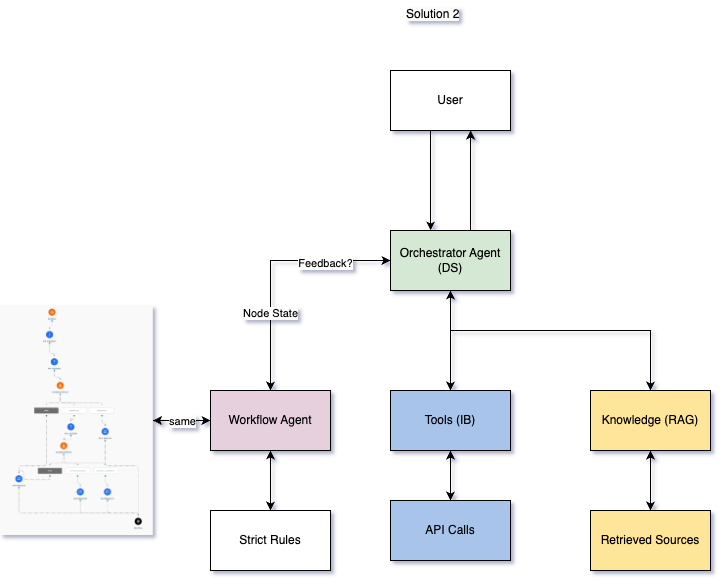 Solution 2
User
Orchestrator Agent
(DS)
Feedback?
Node State
same
Workflow Agent
Tools (IB)
Knowledge (RAG)
Strict Rules
API Calls
Retrieved Sources